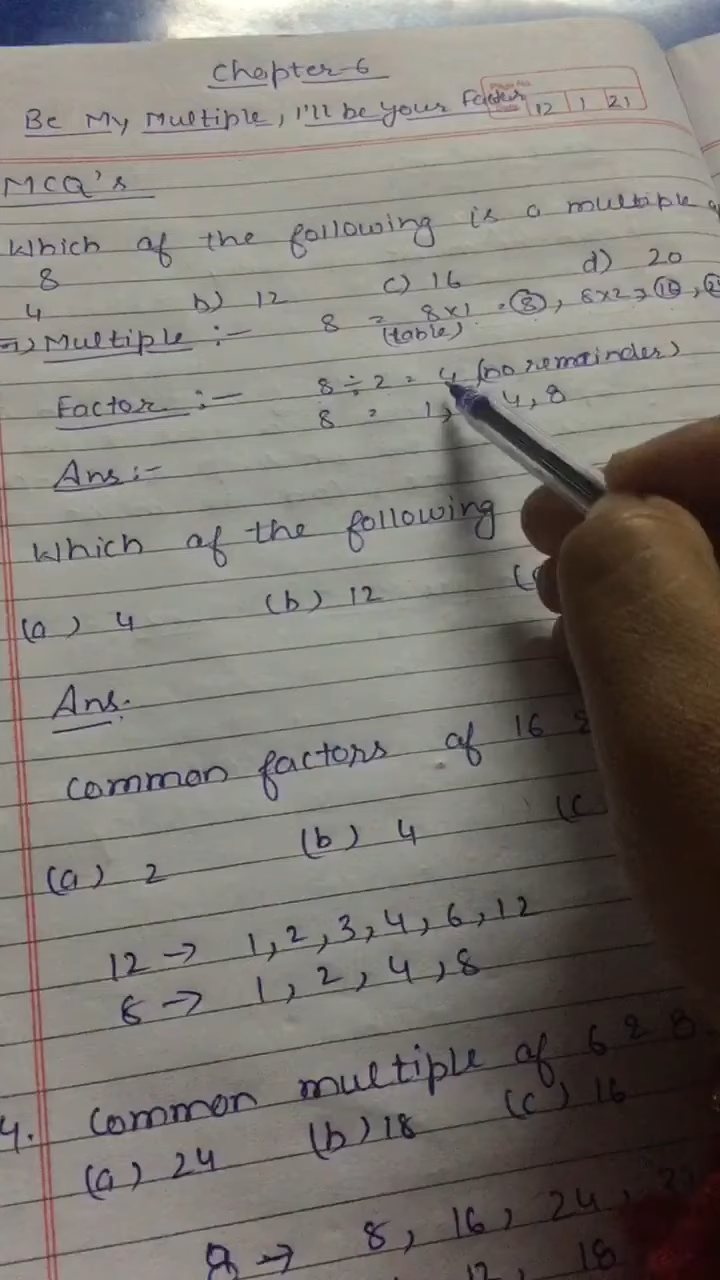 Chapter-6
Be My Multiple, I'll be your Factor
12 1 21
MCQ's
Which of the following is a multiple
8
4 b) 12 c) 16 d) 20
Multiple :- 8 = 8x1 = 8, 8x2 = 16,
(table)
Factor :- 8 ÷ 2 = 4 (no remainder)
8 = 1, 4, 8
Ans :-
Which of the following
(a) 4 (b) 12
Ans.
Common factors of 16
(a) 2 (b) 4 (c
12 → 1, 2, 3, 4, 6, 12
8 → 1, 2, 4, 8
4. Common multiple of 6 & 8
(a) 24 (b) 18 (c) 16
8 → 8, 16, 24,
12, 18